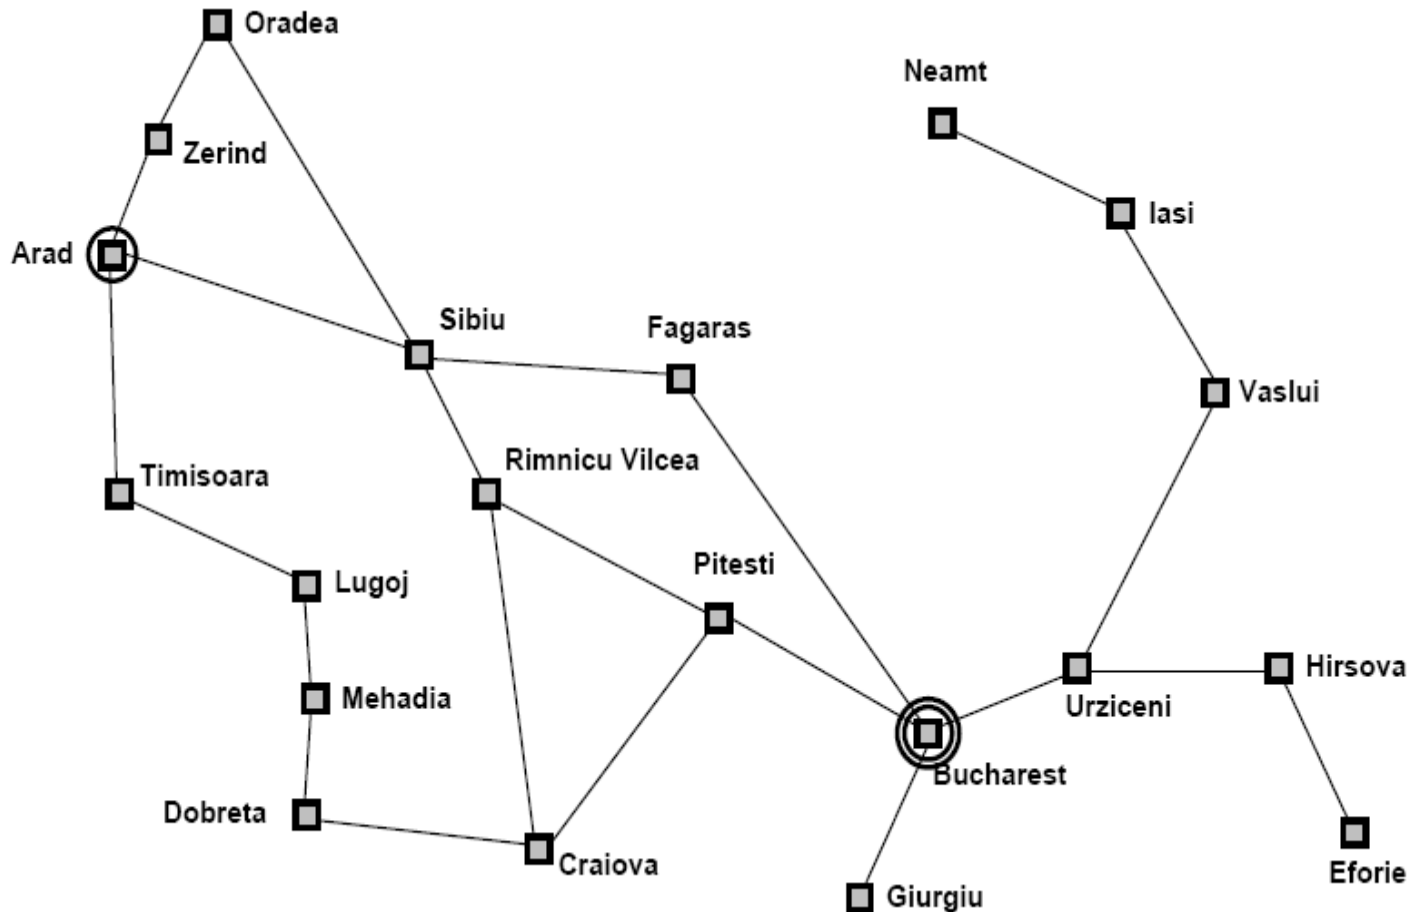 Oradea
Neamt
Zerind
Iasi
Arad
Sibiu
Fagaras
Vaslui
Rimnicu Vilcea
Timisoara
Pitesti
Lugoj
Hirsova
Mehadia
Urziceni
Bucharest
Dobreta
Craiova
Eforie
Giurgiu